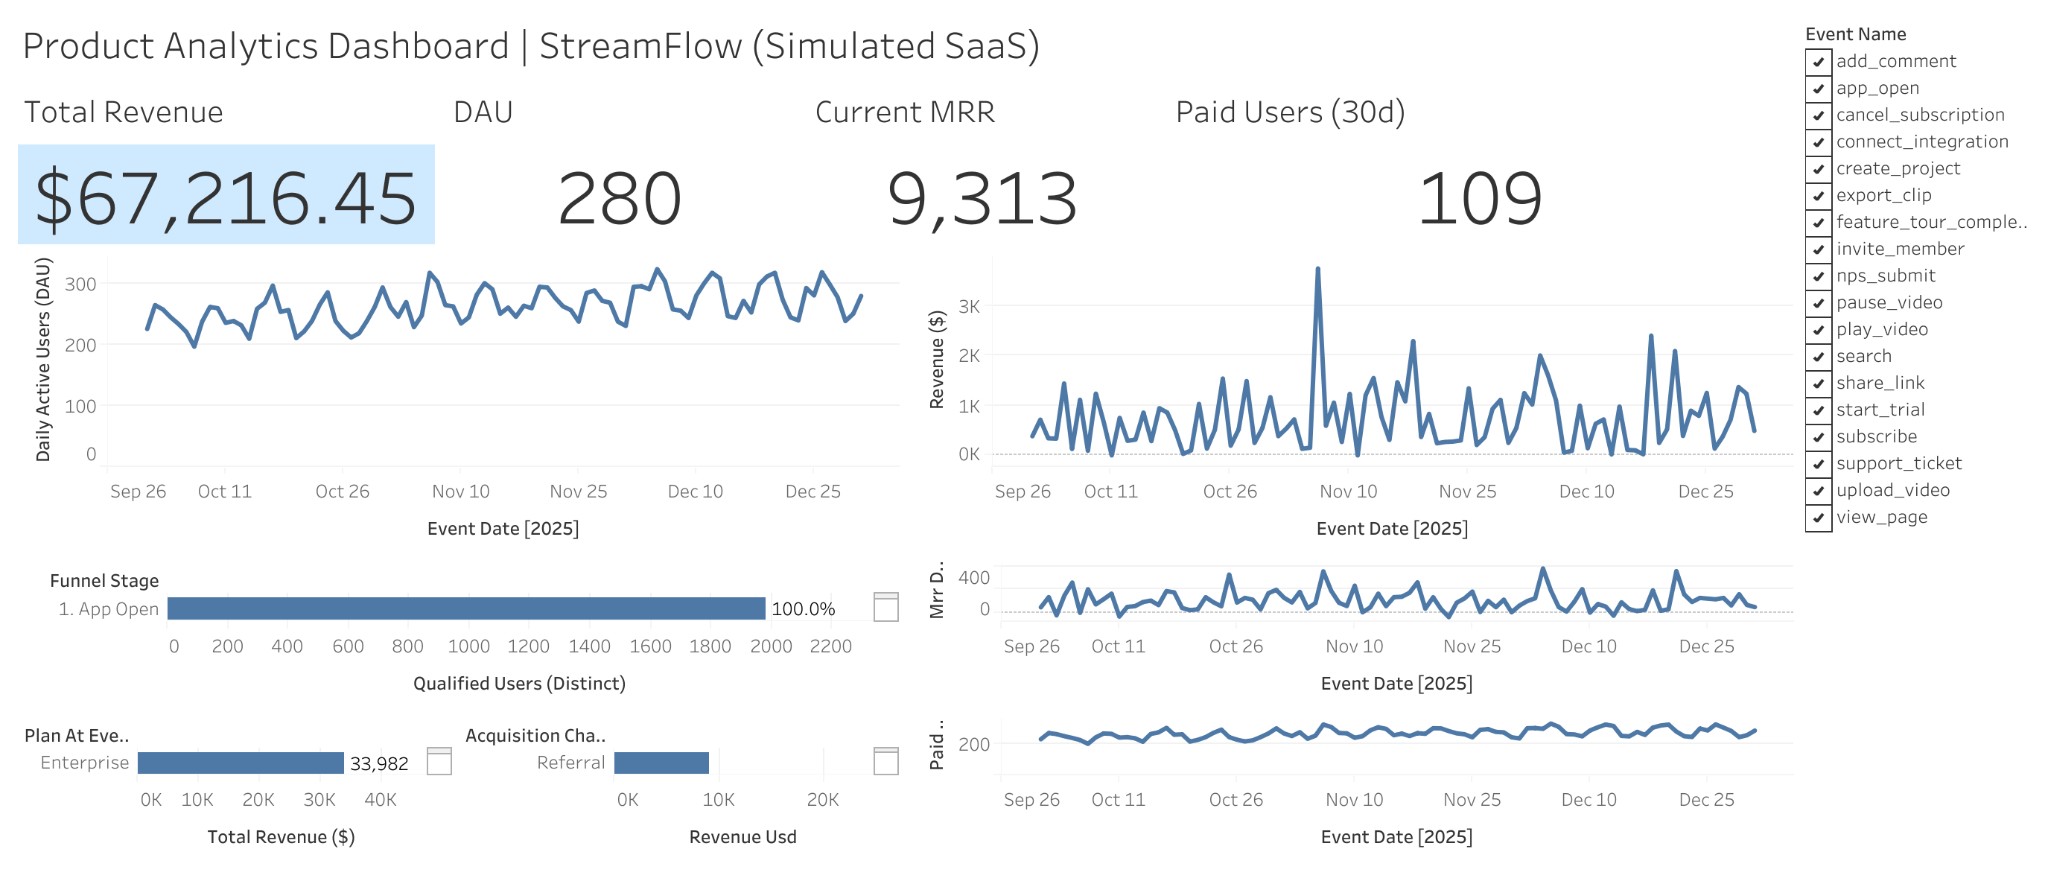 Product Analytics Dashboard | StreamFlow (Simulated SaaS)
Total Revenue
DAU
Current MRR
Paid Users (30d)
$67,216.45
280
9,313
109
Event Name
add_comment
app_open
cancel_subscription
connect_integration
create_project
export_clip
feature_tour_comple..
invite_member
nps_submit
pause_video
play_video
search
share_link
start_trial
subscribe
support_ticket
upload_video
view_page
Daily Active Users (DAU)
300
200
100
0
Sep 26 Oct 11 Oct 26 Nov 10 Nov 25 Dec 10 Dec 25
Event Date [2025]
Revenue ($)
3K
2K
1K
0K
Sep 26 Oct 11 Oct 26 Nov 10 Nov 25 Dec 10 Dec 25
Event Date [2025]
Funnel Stage
1. App Open
100.0%
0 200 400 600 800 1000 1200 1400 1600 1800 2000 2200
Qualified Users (Distinct)
Mrr D..
400
0
Sep 26 Oct 11 Oct 26 Nov 10 Nov 25 Dec 10 Dec 25
Event Date [2025]
Plan At Eve..
Enterprise
33,982
0K 10K 20K 30K 40K
Total Revenue ($)
Acquisition Cha..
Referral
0K 10K 20K
Revenue Usd
Paid ..
200
Sep 26 Oct 11 Oct 26 Nov 10 Nov 25 Dec 10 Dec 25
Event Date [2025]